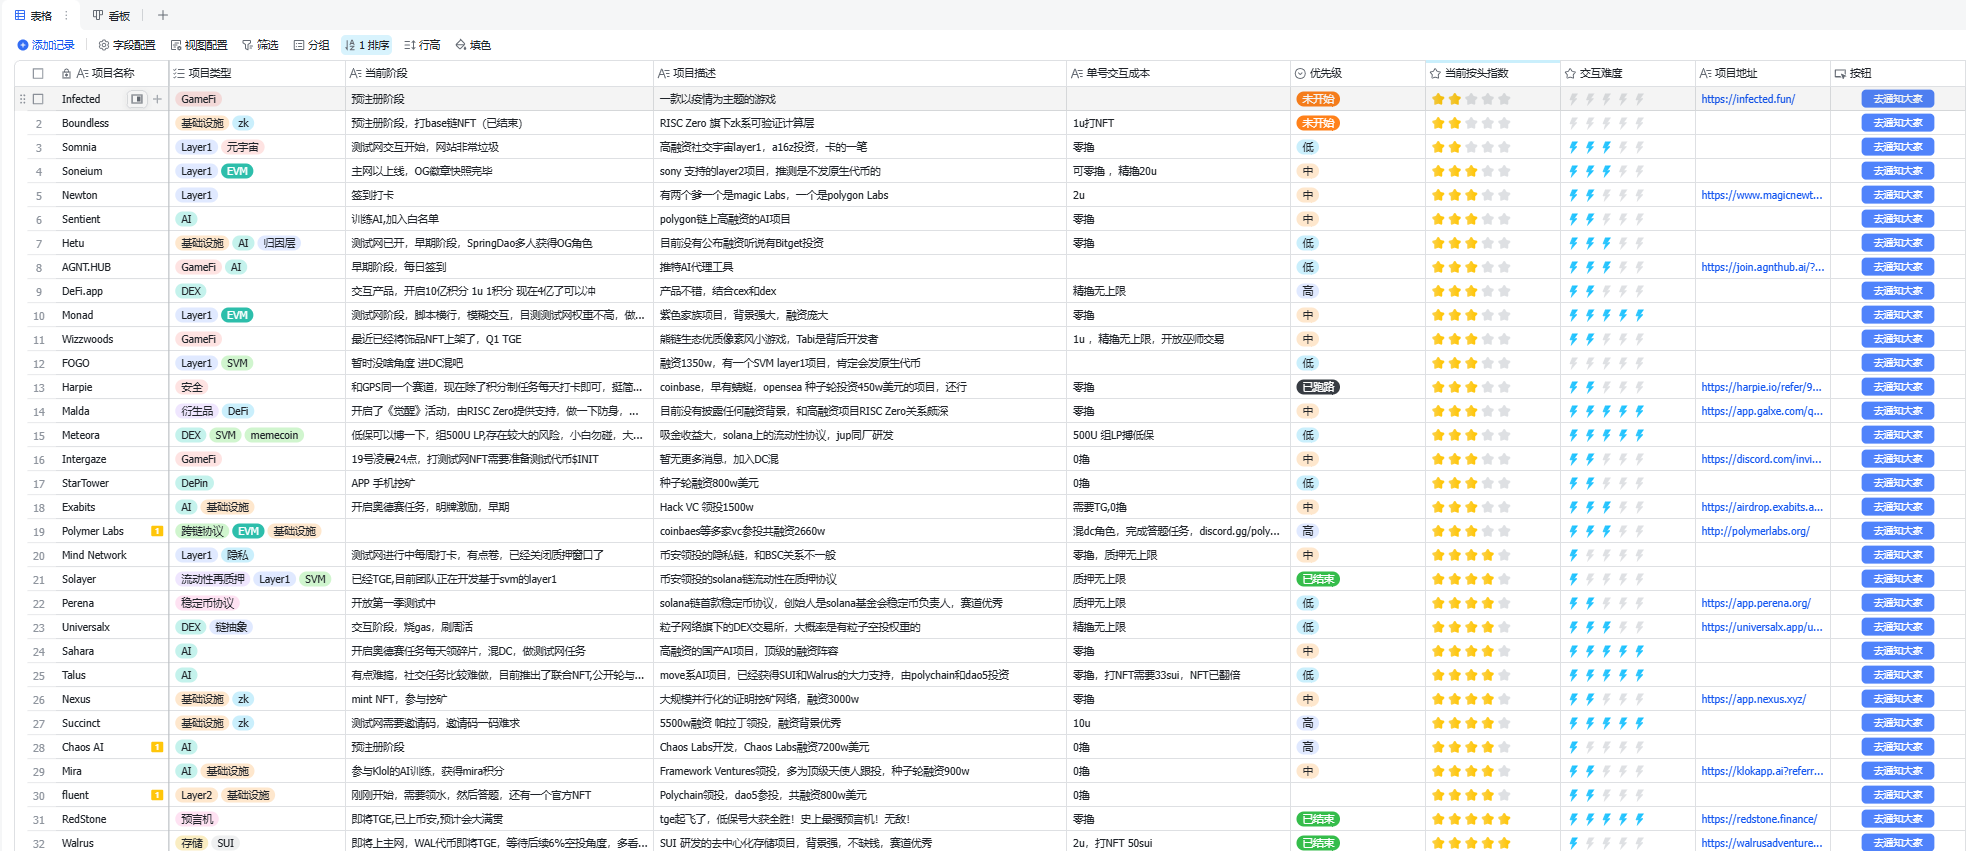 表格 看板
添加记录 字段配置 视图配置 筛选 分组 1 排序 行高 填色
项目名称 项目类型 当前阶段 项目描述 单号交互成本 优先级 当前按头指数 交互难度 项目地址 按钮
Infected GameFi 预注册阶段 一款以疫情为主题的游戏 未开始 https://infected.fun/ 去通知大家
2 Boundless 基础设施 zk 预注册阶段，打base链NFT（已结束） RISC Zero 旗下zk系可验证计算层 1u打NFT 未开始 去通知大家
3 Somnia Layer1 元宇宙 测试网交互开始，网站非常垃圾 高融资社交宇宙layer1，a16z投资，卡的一笔 零撸 低 去通知大家
4 Soneium Layer1 EVM 主网以上线，OG徽章快照完毕 sony 支持的layer2项目，推测是不发原生代币的 可零撸 ，精撸20u 中 去通知大家
5 Newton Layer1 签到打卡 有两个爹一个是magic Labs，一个是polygon Labs 2u 中 https://www.magicnewt... 去通知大家
6 Sentient AI 训练AI,加入白名单 polygon链上高融资的AI项目 零撸 中 去通知大家
7 Hetu 基础设施 AI 归因层 测试网已开，早期阶段，SpringDao多人获得OG角色 目前没有公布融资听说有Bitget投资 零撸 低 去通知大家
8 AGNT.HUB GameFi AI 早期阶段，每日签到 推特AI代理工具 低 https://join.agnthub.ai/?... 去通知大家
9 DeFi.app DEX 交互产品，开启10亿积分 1u 1积分 现在4亿了可以冲 产品不错，结合cex和dex 精撸无上限 高 去通知大家
10 Monad Layer1 EVM 测试网阶段，脚本横行，模糊交互，目测测试网权重不高，做... 紫色家族项目，背景强大，融资庞大 零撸 中 去通知大家
11 Wizzwoods GameFi 最近已经将饰品NFT上架了，Q1 TGE 熊链生态优质像素风小游戏，Tabi是背后开发者 1u ，精撸无上限，开放巫师交易 中 去通知大家
12 FOGO Layer1 SVM 暂时没啥角度 进DC混吧 融资1350w，有一个SVM layer1项目，肯定会发原生代币 低 去通知大家
13 Harpie 安全 和GPS同一个赛道，现在除了积分制任务每天打卡即可，挺简... coinbase，早有蜻蜓，opensea 种子轮投资450w美元的项目，还行 零撸 已跑路 https://harpie.io/refer/9... 去通知大家
14 Malda 衍生品 DeFi 开启了《觉醒》活动，由RISC Zero提供支持，做一下防身，... 目前没有披露任何融资背景，和高融资项目RISC Zero关系颇深 零撸 中 https://app.galxe.com/q... 去通知大家
15 Meteora DEX SVM memecoin 低保可以博一下，组500U LP,存在较大的风险，小白勿碰，大... 吸金收益大，solana上的流动性协议，jup同厂研发 500U 组LP搏低保 低 去通知大家
16 Intergaze GameFi 19号凌晨24点，打测试网NFT需要准备测试代币$INIT 暂无更多消息，加入DC混 0撸 中 https://discord.com/invi... 去通知大家
17 StarTower DePin APP 手机挖矿 种子轮融资800w美元 0撸 低 去通知大家
18 Exabits AI 基础设施 开启奥德赛任务，明牌激励，早期 Hack VC 领投1500w 需要TG,0撸 中 https://airdrop.exabits.a... 去通知大家
19 Polymer Labs 1 跨链协议 EVM 基础设施 coinbaes等多家vc参投共融资2660w 混dc角色，完成答题任务，discord.gg/poly... 高 http://polymerlabs.org/ 去通知大家
20 Mind Network Layer1 隐私 测试网进行中每周打卡，有点卷，已经关闭质押窗口了 币安领投的隐私链，和BSC关系不一般 零撸，质押无上限 中 去通知大家
21 Solayer 流动性再质押 Layer1 SVM 已经TGE,目前团队正在开发基于svm的layer1 币安领投的solana链流动性在质押协议 质押无上限 已结束 去通知大家
22 Perena 稳定币协议 开放第一季测试中 solana链首款稳定币协议，创始人是solana基金会稳定币负责人，赛道优秀 质押无上限 低 https://app.perena.org/ 去通知大家
23 Universalx DEX 链抽象 交互阶段，烧gas，刷周活 粒子网络旗下的DEX交易所，大概率是有粒子空投权重的 精撸无上限 低 https://universalx.app/u... 去通知大家
24 Sahara AI 开启奥德赛任务每天领碎片，混DC，做测试网任务 高融资的国产AI项目，顶级的融资阵容 零撸 中 去通知大家
25 Talus AI 有点难搞，社交任务比较难做，目前推出了联合NFT,公开轮与... move系AI项目，已经获得SUI和Walrus的大力支持，由polychain和dao5投资 零撸，打NFT需要33sui，NFT已翻倍 低 去通知大家
26 Nexus 基础设施 zk mint NFT，参与挖矿 大规模并行化的证明挖矿网络，融资3000w 零撸 中 https://app.nexus.xyz/ 去通知大家
27 Succinct 基础设施 zk 测试网需要邀请码，邀请码一码难求 5500w融资 帕拉丁领投，融资背景优秀 10u 高 去通知大家
28 Chaos AI 1 AI 预注册阶段 Chaos Labs开发，Chaos Labs融资7200w美元 0撸 高 去通知大家
29 Mira AI 基础设施 参与Klol的AI训练，获得mira积分 Framework Ventures领投，多为顶级天使人跟投，种子轮融资900w 0撸 中 https://klokapp.ai?referr... 去通知大家
30 fluent 1 Layer2 基础设施 刚刚开始，需要领水，然后答题，还有一个官方NFT Polychain领投，dao5参投，共融资800w美元 0撸 去通知大家
31 RedStone 预言机 即将TGE,已上币安,预计会大满贯 tge起飞了，低保号大获全胜！史上最强预言机！无敌！ 零撸 已结束 https://redstone.finance/ 去通知大家
32 Walrus 存储 SUI 即将上主网，WAL代币即将TGE，等待后续6%空投角度，多看... SUI 研发的去中心化存储项目，背景强，不缺钱，赛道优秀 2u，打NFT 50sui 已结束 https://walrusadventure... 去通知大家